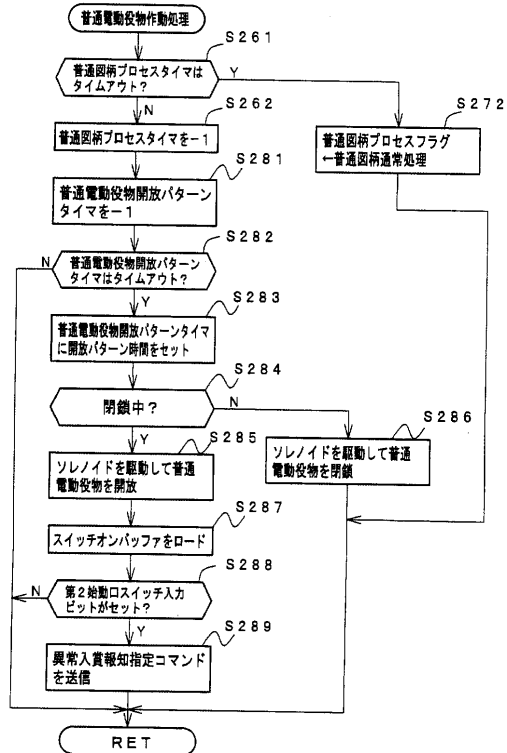 普通電動役物作動処理
S261
普通図柄プロセスタイマは
タイムアウト?
Y
N
S262
S272
普通図柄プロセスタイマを−1
普通図柄プロセスフラグ
←普通図柄通常処理
S281
普通電動役物開放パターン
タイマを−1
S282
N
普通電動役物開放パターン
タイマはタイムアウト?
Y
S283
普通電動役物開放パターンタイマ
に開放パターン時間をセット
S284
閉鎖中?
N
Y
S285
S286
ソレノイドを駆動して普通
電動役物を開放
ソレノイドを駆動して普通
電動役物を閉鎖
S287
スイッチオンバッファをロード
S288
N
第2始動口スイッチ入力
ビットがセット?
Y
S289
異常入賞報知指定コマンド
を送信
RET